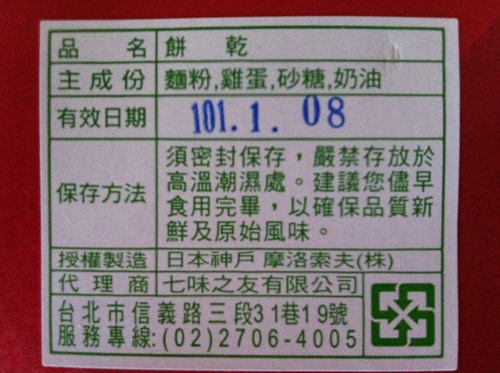 品名 餅乾
主成份 麵粉,雞蛋,砂糖,奶油
有效日期 101.1.08
保存方法 須密封保存，嚴禁存放於
高溫潮濕處。建議您儘早
食用完畢，以確保品質新
鮮及原始風味。
授權製造 日本神戶 摩洛索夫(株)
代理商 七味之友有限公司
台北市信義路三段31巷19號
服務專線:(02)2706-4005